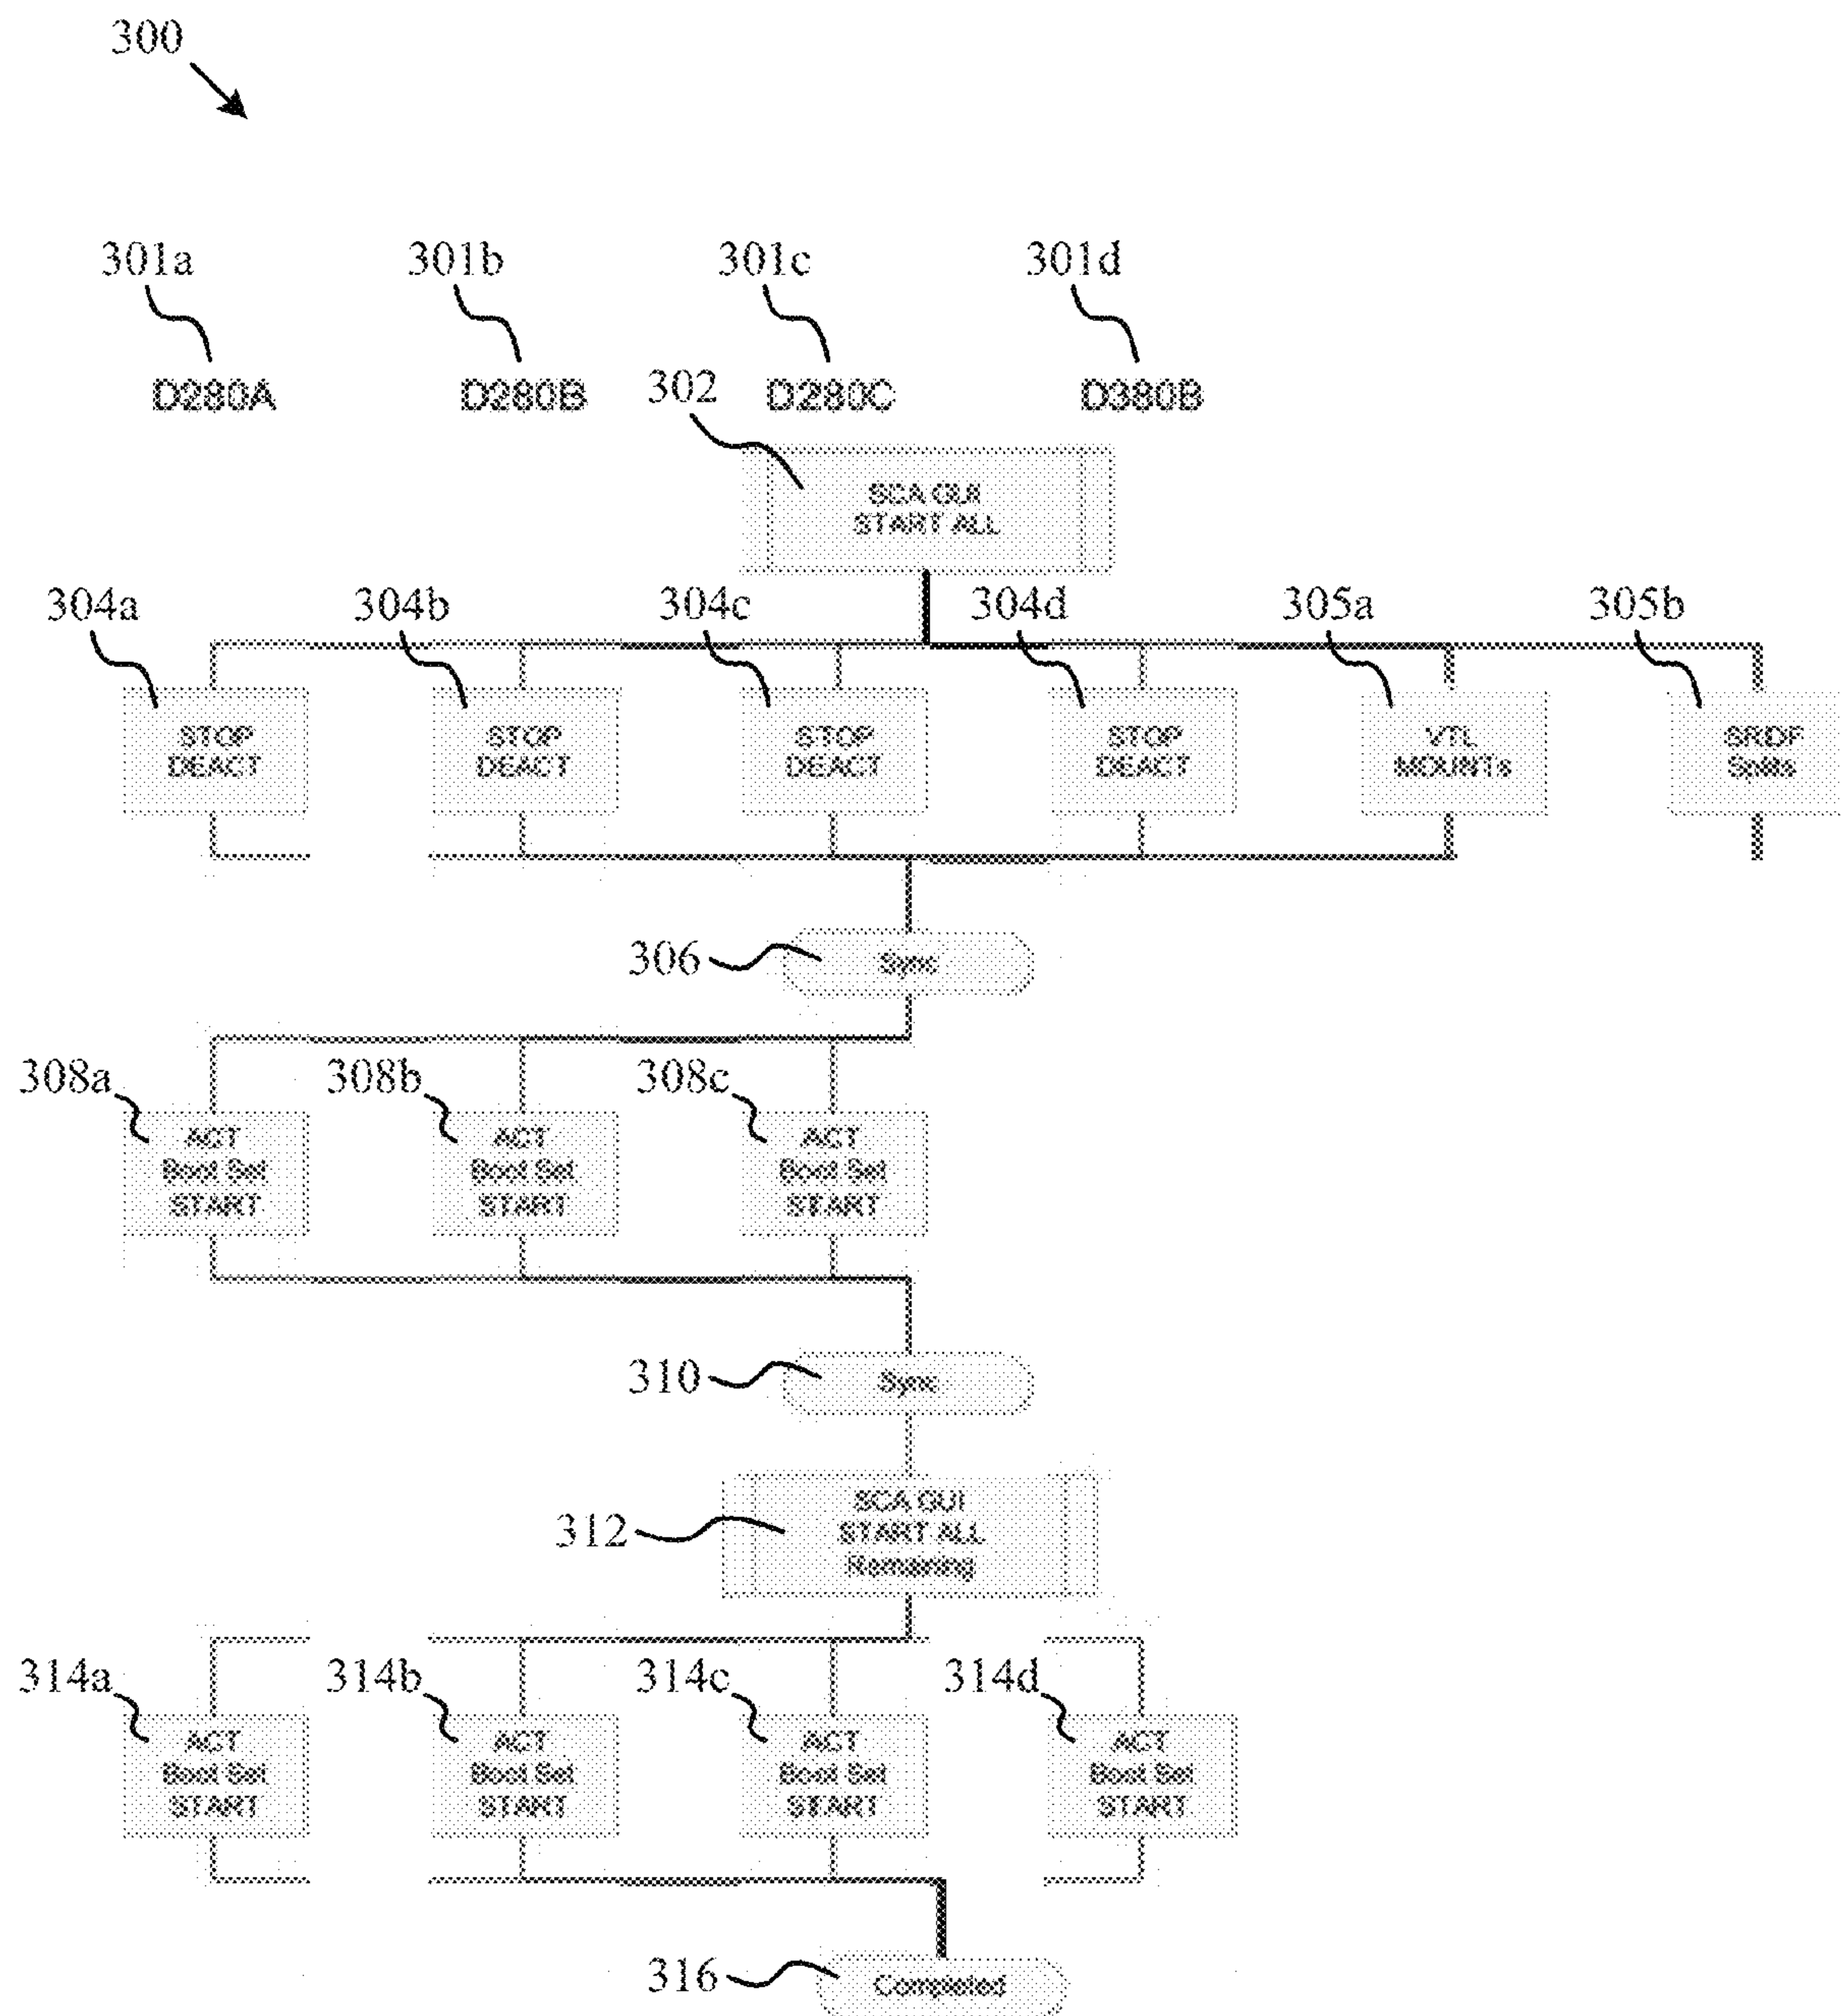 300
301a
301b
301c
301d
D280A
D280B
302
D280C
D380B
SCA GUI
START ALL
304a
304b
304c
304d
305a
305b
STOP
DEACT
STOP
DEACT
STOP
DEACT
STOP
DEACT
VTL
MOUNTs
SRDF
Splits
306
Sync
308a
308b
308c
ACT
Boot Set
START
ACT
Boot Set
START
ACT
Boot Set
START
310
Sync
312
SCA GUI
START ALL
Remaining
314a
314b
314c
314d
ACT
Boot Set
START
ACT
Boot Set
START
ACT
Boot Set
START
ACT
Boot Set
START
316
Completed